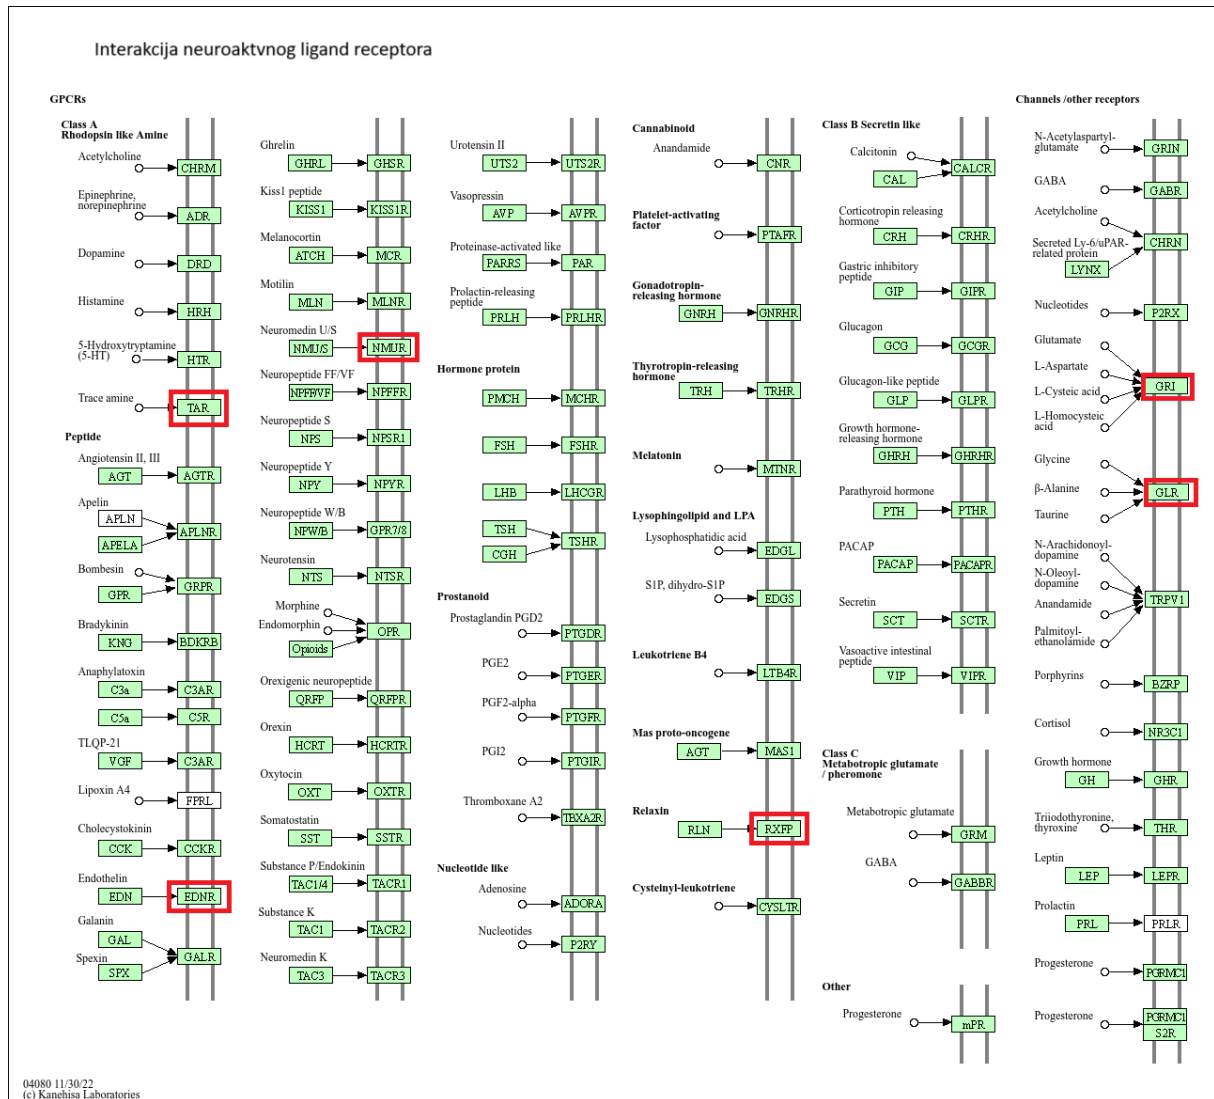 Interakcija neuroaktvnog ligand receptora
GPCRs
Class A
Rhodopsin like Amine
Acetylcholine
CHRM
Epinephrine,
norepinephrine
ADR
Dopamine
DRD
Histamine
HRH
5-Hydroxytryptamine
(5-HT)
HTR
Trace amine
TAR
Peptide
Angiotensin II, III
AGT
AGTR
Apelin
APLN
APELA
APLNR
Bombesin
GPR
GRPR
Bradykinin
KNG
BDKRB
Anaphylatoxin
C3a
C3AR
C5a
C5R
TLQP-21
VGF
C3AR
Lipoxin A4
FPRL
Cholecystokinin
CCK
CCKR
Endothelin
EDN
EDNR
Galanin
GAL
Spexin
SPX
GALR
Ghrelin
GHRL
GHSR
Kiss1 peptide
KISS1
KISS1R
Melanocortin
ATCH
MCR
Motilin
MLN
MLNR
Neuromedin U/S
NMU/S
NMUR
Neuropeptide FF/VF
NPFF/VF
NPFFR
Neuropeptide S
NPS
NPSR1
Neuropeptide Y
NPY
NPYR
Neuropeptide W/B
NPW/B
GPR7/8
Neurotensin
NTS
NTSR
Morphine
Endomorphin
Opioids
OPR
Orexigenic neuropeptide
QRFP
QRFPR
Orexin
HCRT
HCRTR
Oxytocin
OXT
OXTR
Somatostatin
SST
SSTR
Substance P/Endokinin
TAC1/4
TACR1
Substance K
TAC1
TACR2
Neuromedin K
TAC3
TACR3
Urotensin II
UTS2
UTS2R
Vasopressin
AVP
AVPR
Proteinase-activated like
PARRS
PAR
Prolactin-releasing
peptide
PRLH
PRLHR
Hormone protein
PMCH
MCHR
FSH
FSHR
LHB
LHCGR
TSH
CGH
TSHR
Prostanoid
Prostaglandin PGD2
PTGDR
PGE2
PTGER
PGF2-alpha
PTGFR
PGI2
PTGIR
Thromboxane A2
TBXA2R
Nucleotide like
Adenosine
ADORA
Nucleotides
P2RY
Cannabinoid
Anandamide
CNR
Platelet-activating
factor
PTAFR
Gonadotropin-
releasing hormone
GNRH
GNRHR
Thyrotropin-releasing
hormone
TRH
TRHR
Melatonin
MTNR
Lysophingolipid and LPA
Lysophosphatidic acid
EDGL
S1P, dihydro-S1P
EDGS
Leukotriene B4
LTB4R
Mas proto-oncogene
AGT
MAS1
Relaxin
RLN
RXFP
Cysteinyl-leukotriene
CYSLTR
Class B Secretin like
Calcitonin
CAL
CALCR
Corticotropin releasing
hormone
CRH
CRHR
Gastric inhibitory
peptide
GIP
GIPR
Glucagon
GCG
GCGR
Glucagon-like peptide
GLP
GLPR
Growth hormone-
releasing hormone
GHRH
GHRHR
Parathyroid hormone
PTH
PTHR
PACAP
PACAP
PACAPR
Secretin
SCT
SCTR
Vasoactive intestinal
peptide
VIP
VIPR
Class C
Metabotropic glutamate
/ pheromone
Metabotropic glutamate
GRM
GABA
GABBR
Other
Progesterone
mPR
Channels /other receptors
N-Acetylaspartyl-
glutamate
GRIN
GABA
GABR
Acetylcholine
Secreted Ly-6/uPAR-
related protein
LYNX
CHRN
Nucleotides
P2RX
Glutamate
L-Aspartate
L-Cysteic acid
L-Homocysteic
acid
GRI
Glycine
β-Alanine
Taurine
GLR
N-Arachidonoyl-
dopamine
N-Oleoyl-
dopamine
Anandamide
Palmitoyl-
ethanolamide
TRPV1
Porphyrins
BZRP
Cortisol
NR3C1
Growth hormone
GH
GHR
Triiodothyronine,
thyroxine
THR
Leptin
LEP
LEPR
Prolactin
PRL
PRLR
Progesterone
PGRMC1
Progesterone
PGRMC1
S2R
04080 11/30/22
(c) Kanehisa Laboratories